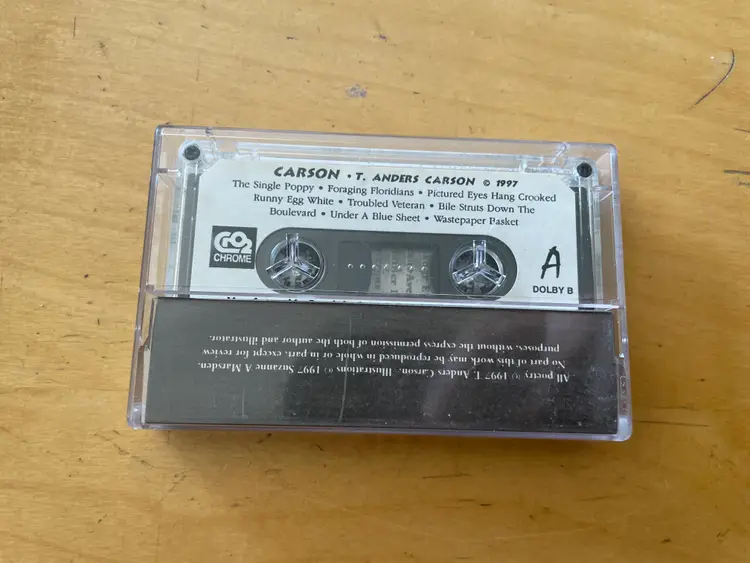 CARSON • T. ANDERS CARSON © 1997
The Single Poppy • Foraging Floridians • Pictured Eyes Hang Crooked
Runny Egg White • Troubled Veteran • Bile Struts Down The
Boulevard • Under A Blue Sheet • Wastepaper Basket
GO2
CHROME
A
DOLBY B
All poetry © 1997 T. Anders Carson. Illustrations © 1997 Suzanne A Marsden.
No part of this work may be reproduced in whole or in part, except for review
purposes, without the express permission of both the author and illustrator.